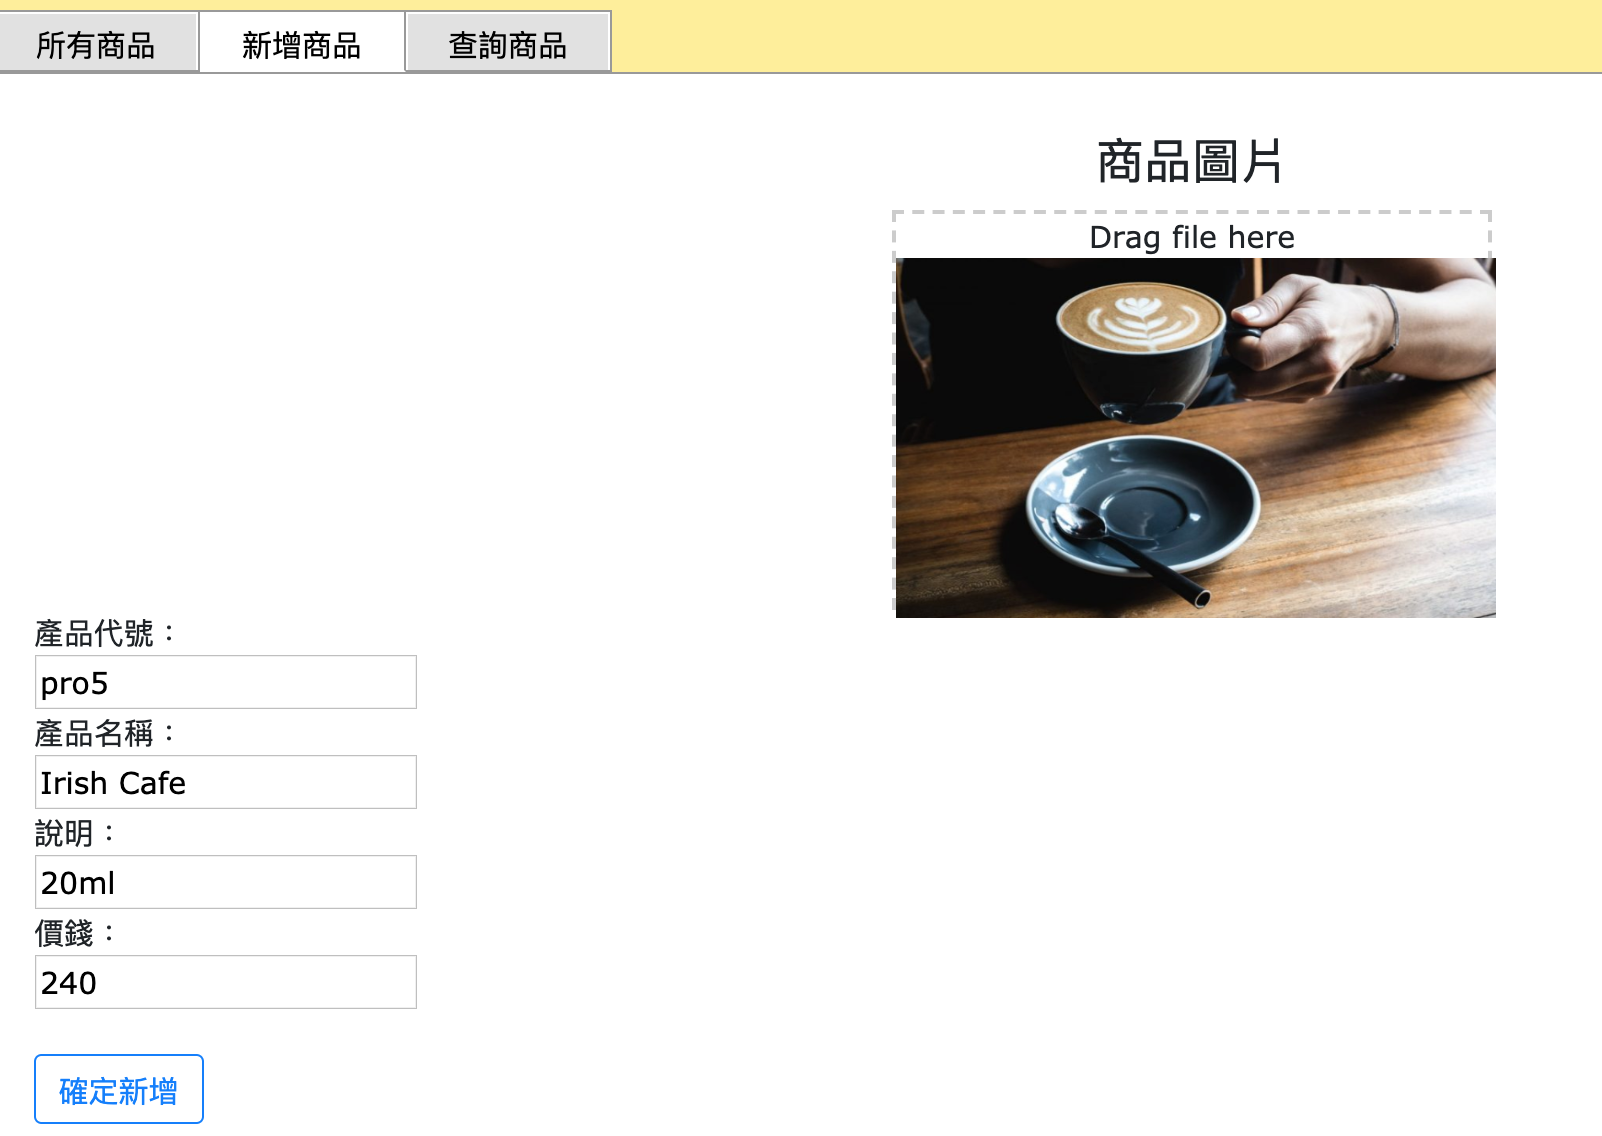 所有商品
新增商品
查詢商品
商品圖片
Drag file here
產品代號：
pro5
產品名稱：
Irish Cafe
說明：
20ml
價錢：
240
確定新增